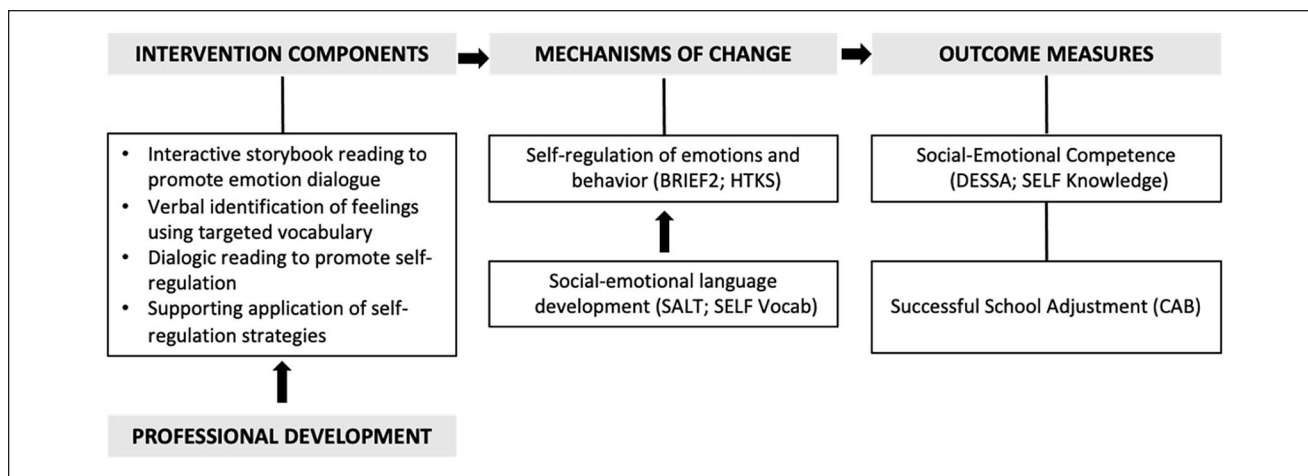 INTERVENTION COMPONENTS
MECHANISMS OF CHANGE
OUTCOME MEASURES
• Interactive storybook reading to
promote emotion dialogue
• Verbal identification of feelings
using targeted vocabulary
• Dialogic reading to promote self-
regulation
• Supporting application of self-
regulation strategies
PROFESSIONAL DEVELOPMENT
Self-regulation of emotions and
behavior (BRIEF2; HTKS)
Social-emotional language
development (SALT; SELF Vocab)
Social-Emotional Competence
(DESSA; SELF Knowledge)
Successful School Adjustment (CAB)